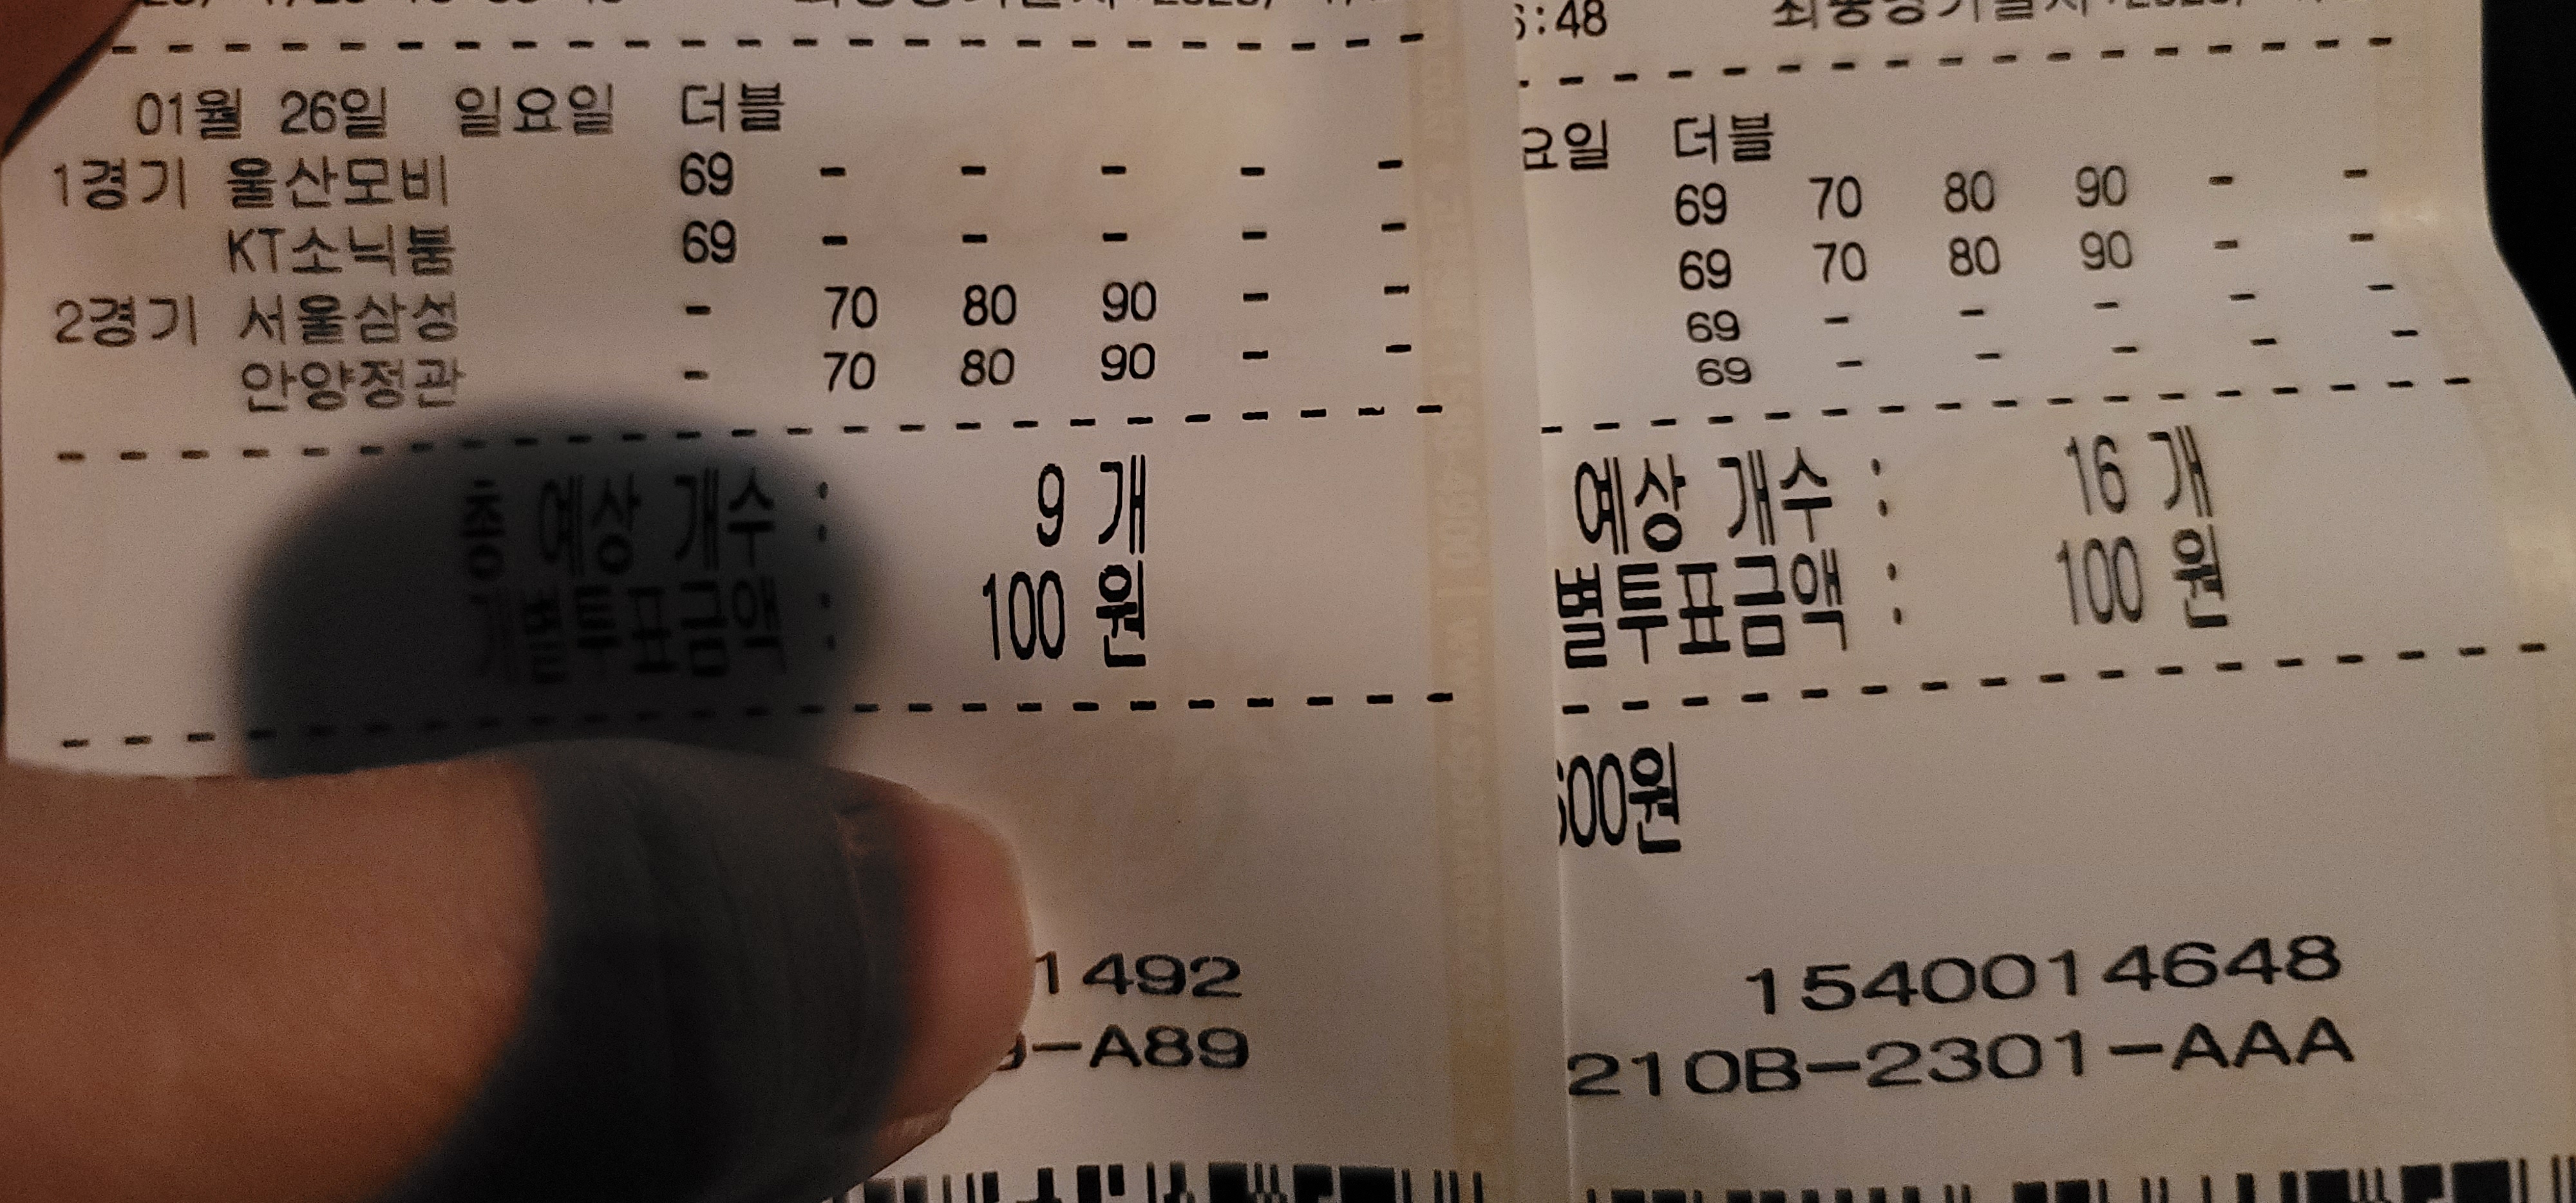 01월 26일 일요일 더블
1경기 울산모비 69 - - - - -
KT소닉붐 69 - - - - -
2경기 서울삼성 - 70 80 90 - -
안양정관 - 70 80 90 - -
총 예상 개수 : 9 개
개별투표금액 : 100 원
1492
-A89
:48
요일 더블
69 70 80 90 - -
69 70 80 90 - -
69 - - - - -
69 - - - - -
예상 개수 : 16 개
별투표금액 : 100 원
00원
1540014648
210B-2301-AAA